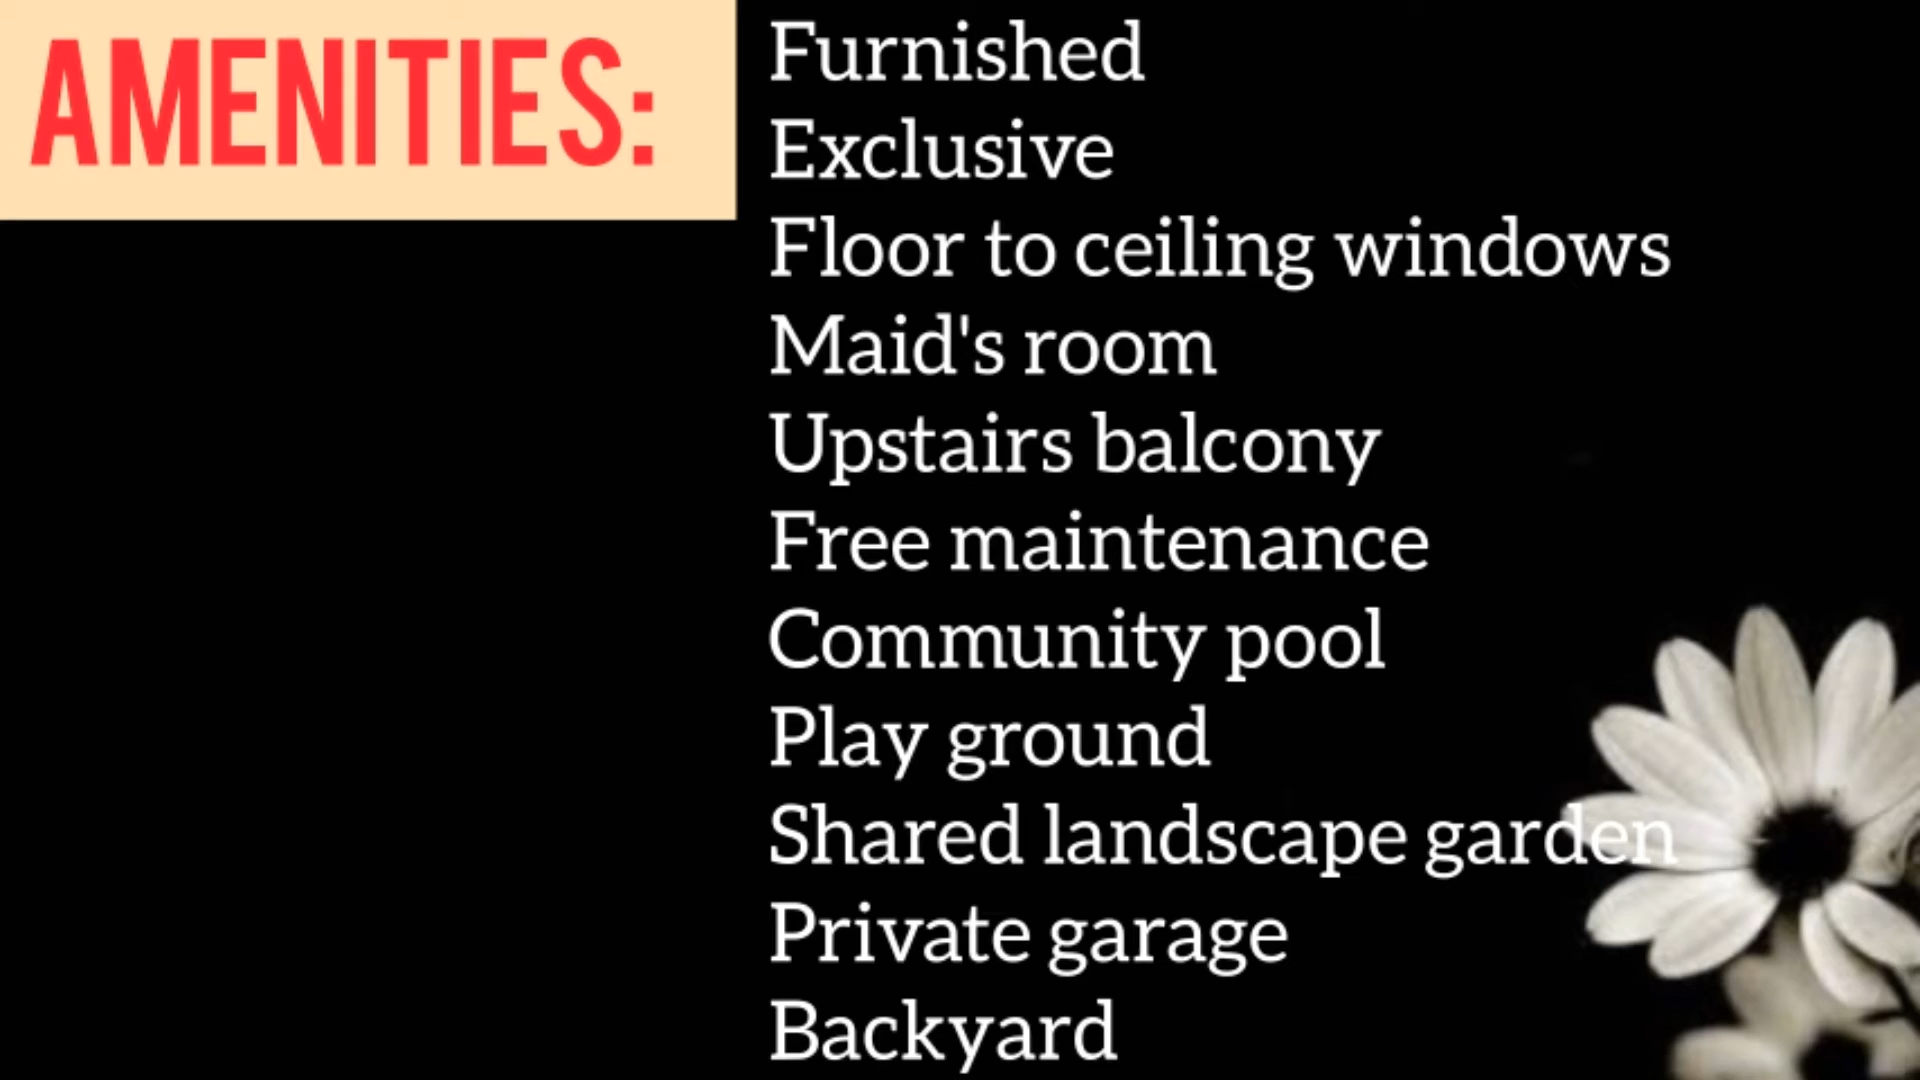 AMENITIES:
Furnished
Exclusive
Floor to ceiling windows
Maid's room
Upstairs balcony
Free maintenance
Community pool
Play ground
Shared landscape garden
Private garage
Backyard